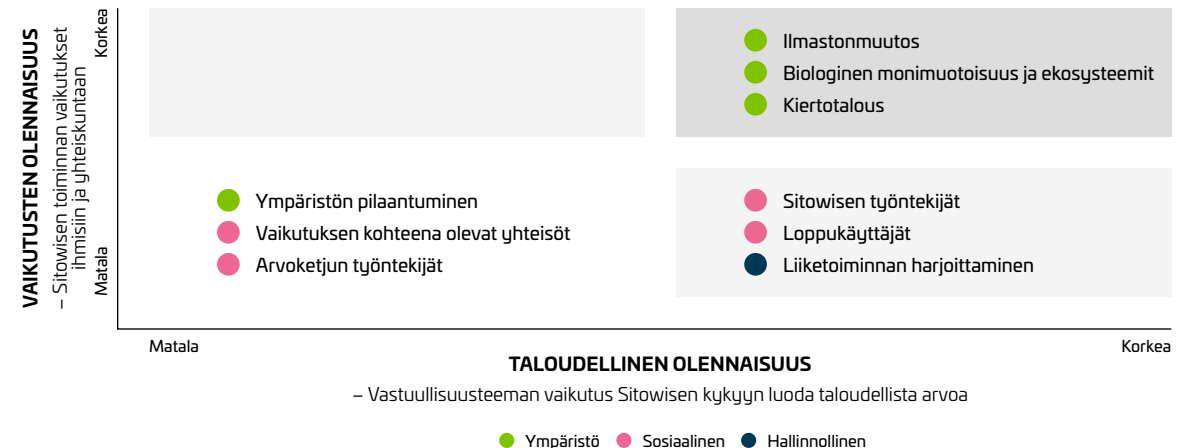 VAIKUTUSTEN OLENNAISUUS
– Sitowisen toiminnan vaikutukset
ihmisiin ja yhteiskuntaan
Korkea
Matala
Ilmastonmuutos
Biologinen monimuotoisuus ja ekosysteemit
Kiertotalous
Ympäristön pilaantuminen
Vaikutuksen kohteena olevat yhteisöt
Arvoketjun työntekijät
Sitowisen työntekijät
Loppukäyttäjät
Liiketoiminnan harjoittaminen
Matala
Korkea
TALOUDELLINEN OLENNAISUUS
– Vastuullisuusteeman vaikutus Sitowisen kykyyn luoda taloudellista arvoa
Ympäristö Sosiaalinen Hallinnollinen